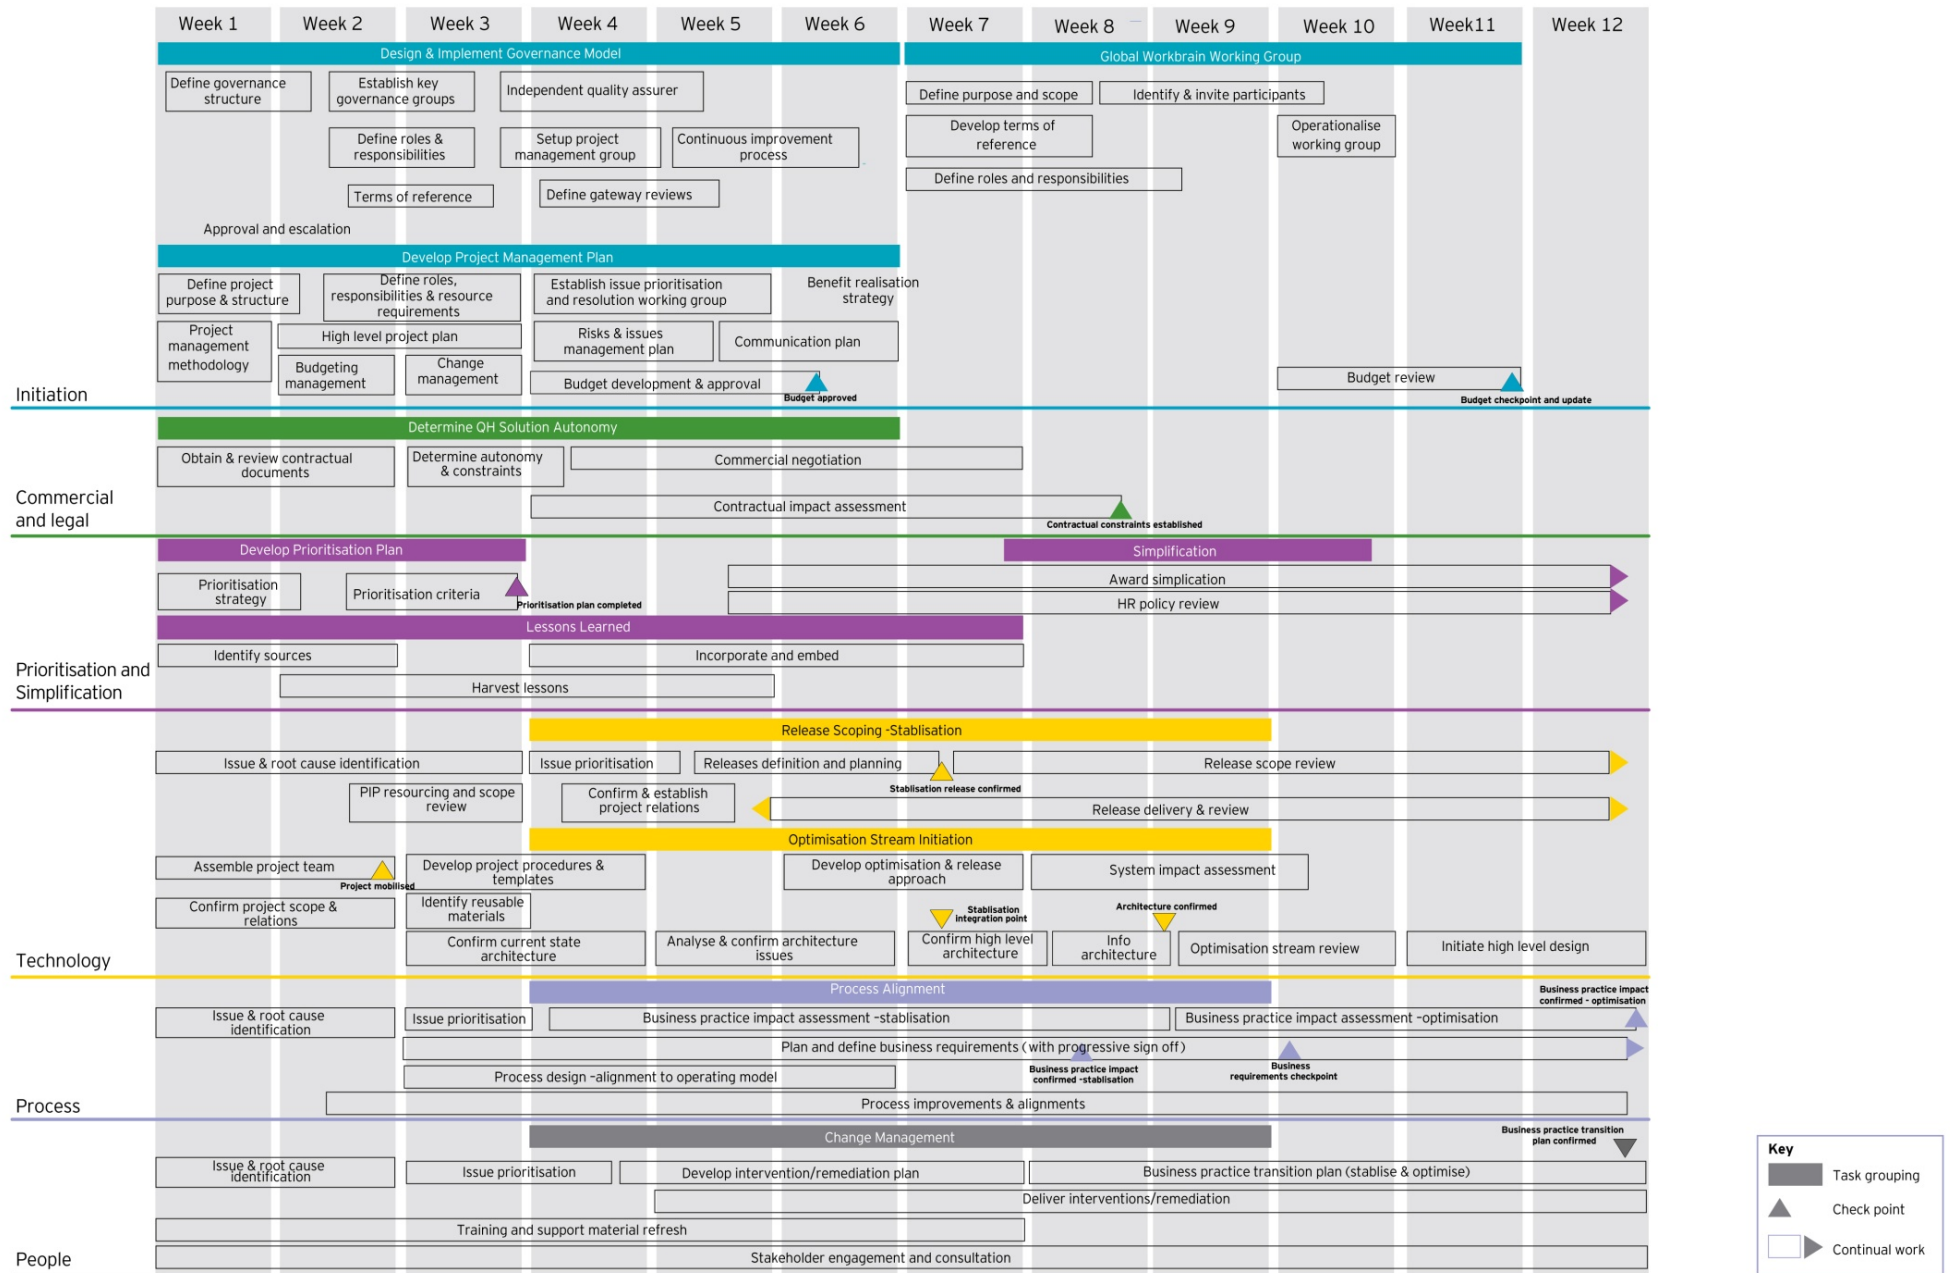 Week 1
Week 2
Week 3
Week 4
Week 5
Week 6
Week 7
Week 8
Week 9
Week 10
Week11
Week 12
Design & Implement Governance Model
Global Workbrain Working Group
Define governance
structure
Establish key
governance groups
Independent quality assurer
Define purpose and scope
Identify & invite participants
Define roles &
responsibilities
Setup project
management group
Continuous improvement
process
Develop terms of
reference
Operationalise
working group
Terms of reference
Define gateway reviews
Define roles and responsibilities
Approval and escalation
Develop Project Management Plan
Define project
purpose & structure
Define roles,
responsibilities & resource
requirements
Establish issue prioritisation
and resolution working group
Benefit realisation
strategy
Project
management
methodology
High level project plan
Risks & issues
management plan
Communication plan
Budgeting
management
Change
management
Budget development & approval
Budget approved
Budget review
Budget checkpoint and update
Initiation
Determine QH Solution Autonomy
Obtain & review contractual
documents
Determine autonomy
& constraints
Commercial negotiation
Contractual impact assessment
Contractual constraints established
Commercial
and legal
Develop Prioritisation Plan
Simplification
Prioritisation
strategy
Prioritisation criteria
Prioritisation plan completed
Award simplication
HR policy review
Lessons Learned
Identify sources
Incorporate and embed
Harvest lessons
Prioritisation and
Simplification
Release Scoping -Stablisation
Issue & root cause identification
Issue prioritisation
Releases definition and planning
Release scope review
Stablisation release confirmed
PIP resourcing and scope
review
Confirm & establish
project relations
Release delivery & review
Optimisation Stream Initiation
Assemble project team
Project mobilised
Develop project procedures &
templates
Develop optimisation & release
approach
System impact assessment
Confirm project scope &
relations
Identify reusable
materials
Stablisation
integration point
Architecture confirmed
Confirm current state
architecture
Analyse & confirm architecture
issues
Confirm high level
architecture
Info
architecture
Optimisation stream review
Initiate high level design
Technology
Process Alignment
Business practice impact
confirmed - optimisation
Issue & root cause
identification
Issue prioritisation
Business practice impact assessment –stablisation
Business practice impact assessment –optimisation
Plan and define business requirements (with progressive sign off)
Business practice impact
confirmed -stablisation
Business
requirements checkpoint
Process design –alignment to operating model
Process improvements & alignments
Process
Change Management
Business practice transition
plan confirmed
Issue & root cause
identification
Issue prioritisation
Develop intervention/remediation plan
Business practice transition plan (stablise & optimise)
Deliver interventions/remediation
Training and support material refresh
Stakeholder engagement and consultation
People
Key
Task grouping
Check point
Continual work